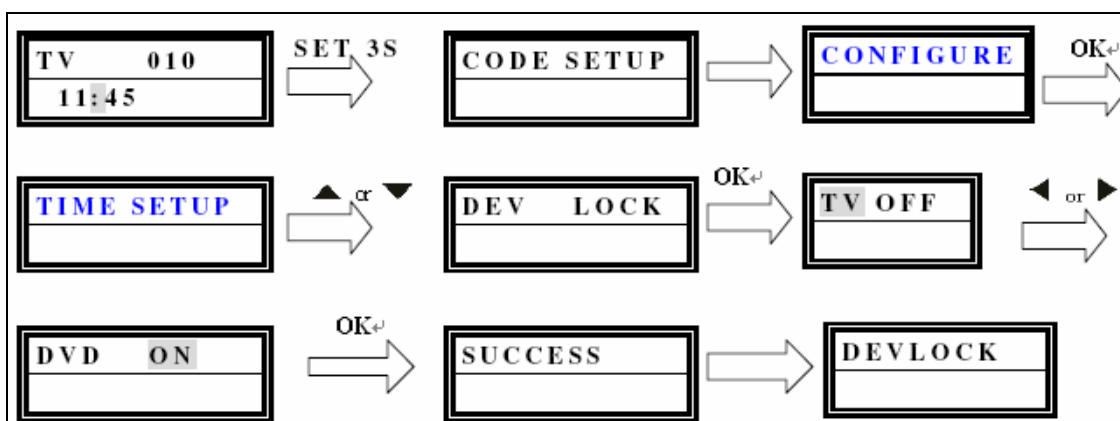 TV 010
11:45
SET 3S
CODE SETUP
CONFIGURE
OK↵
TIME SETUP
▲ or ▼
DEV LOCK
OK↵
TV OFF
◀ or ▶
DVD ON
OK↵
SUCCESS
DEVLOCK